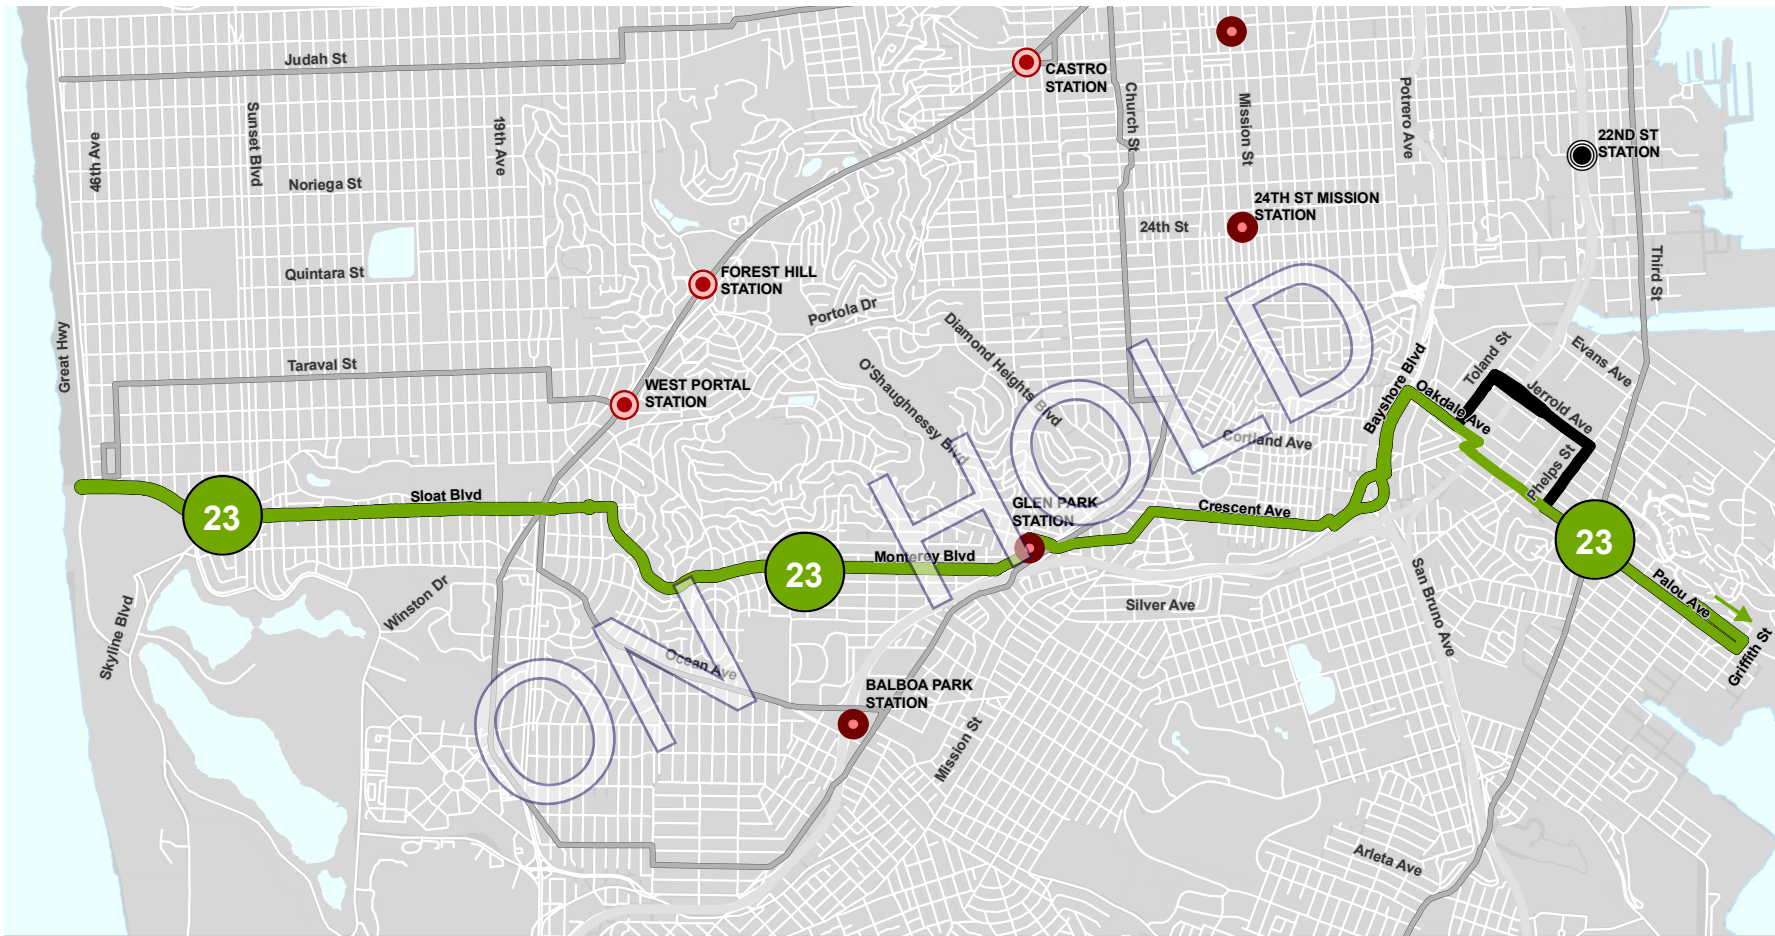 Judah St
CASTRO
STATION
46th Ave
Sunset Blvd
19th Ave
Church St
Mission St
Potrero Ave
22ND ST
STATION
Noriega St
24TH ST MISSION
STATION
24th St
Quintara St
FOREST HILL
STATION
Third St
Portola Dr
Great Hwy
Diamond Heights Blvd
O'Shaughnessy Blvd
Taraval St
WEST PORTAL
STATION
Bayshore Blvd
Toland St
Evans Ave
Jerrold Ave
Oakdale Ave
Cortland Ave
Phelps St
Sloat Blvd
23
GLEN PARK
STATION
Crescent Ave
23
Monterey Blvd
23
Palou Ave
Griffith St
Winston Dr
Skyline Blvd
Silver Ave
San Bruno Ave
Ocean Ave
BALBOA PARK
STATION
Mission St
Arleta Ave
ON HOLD